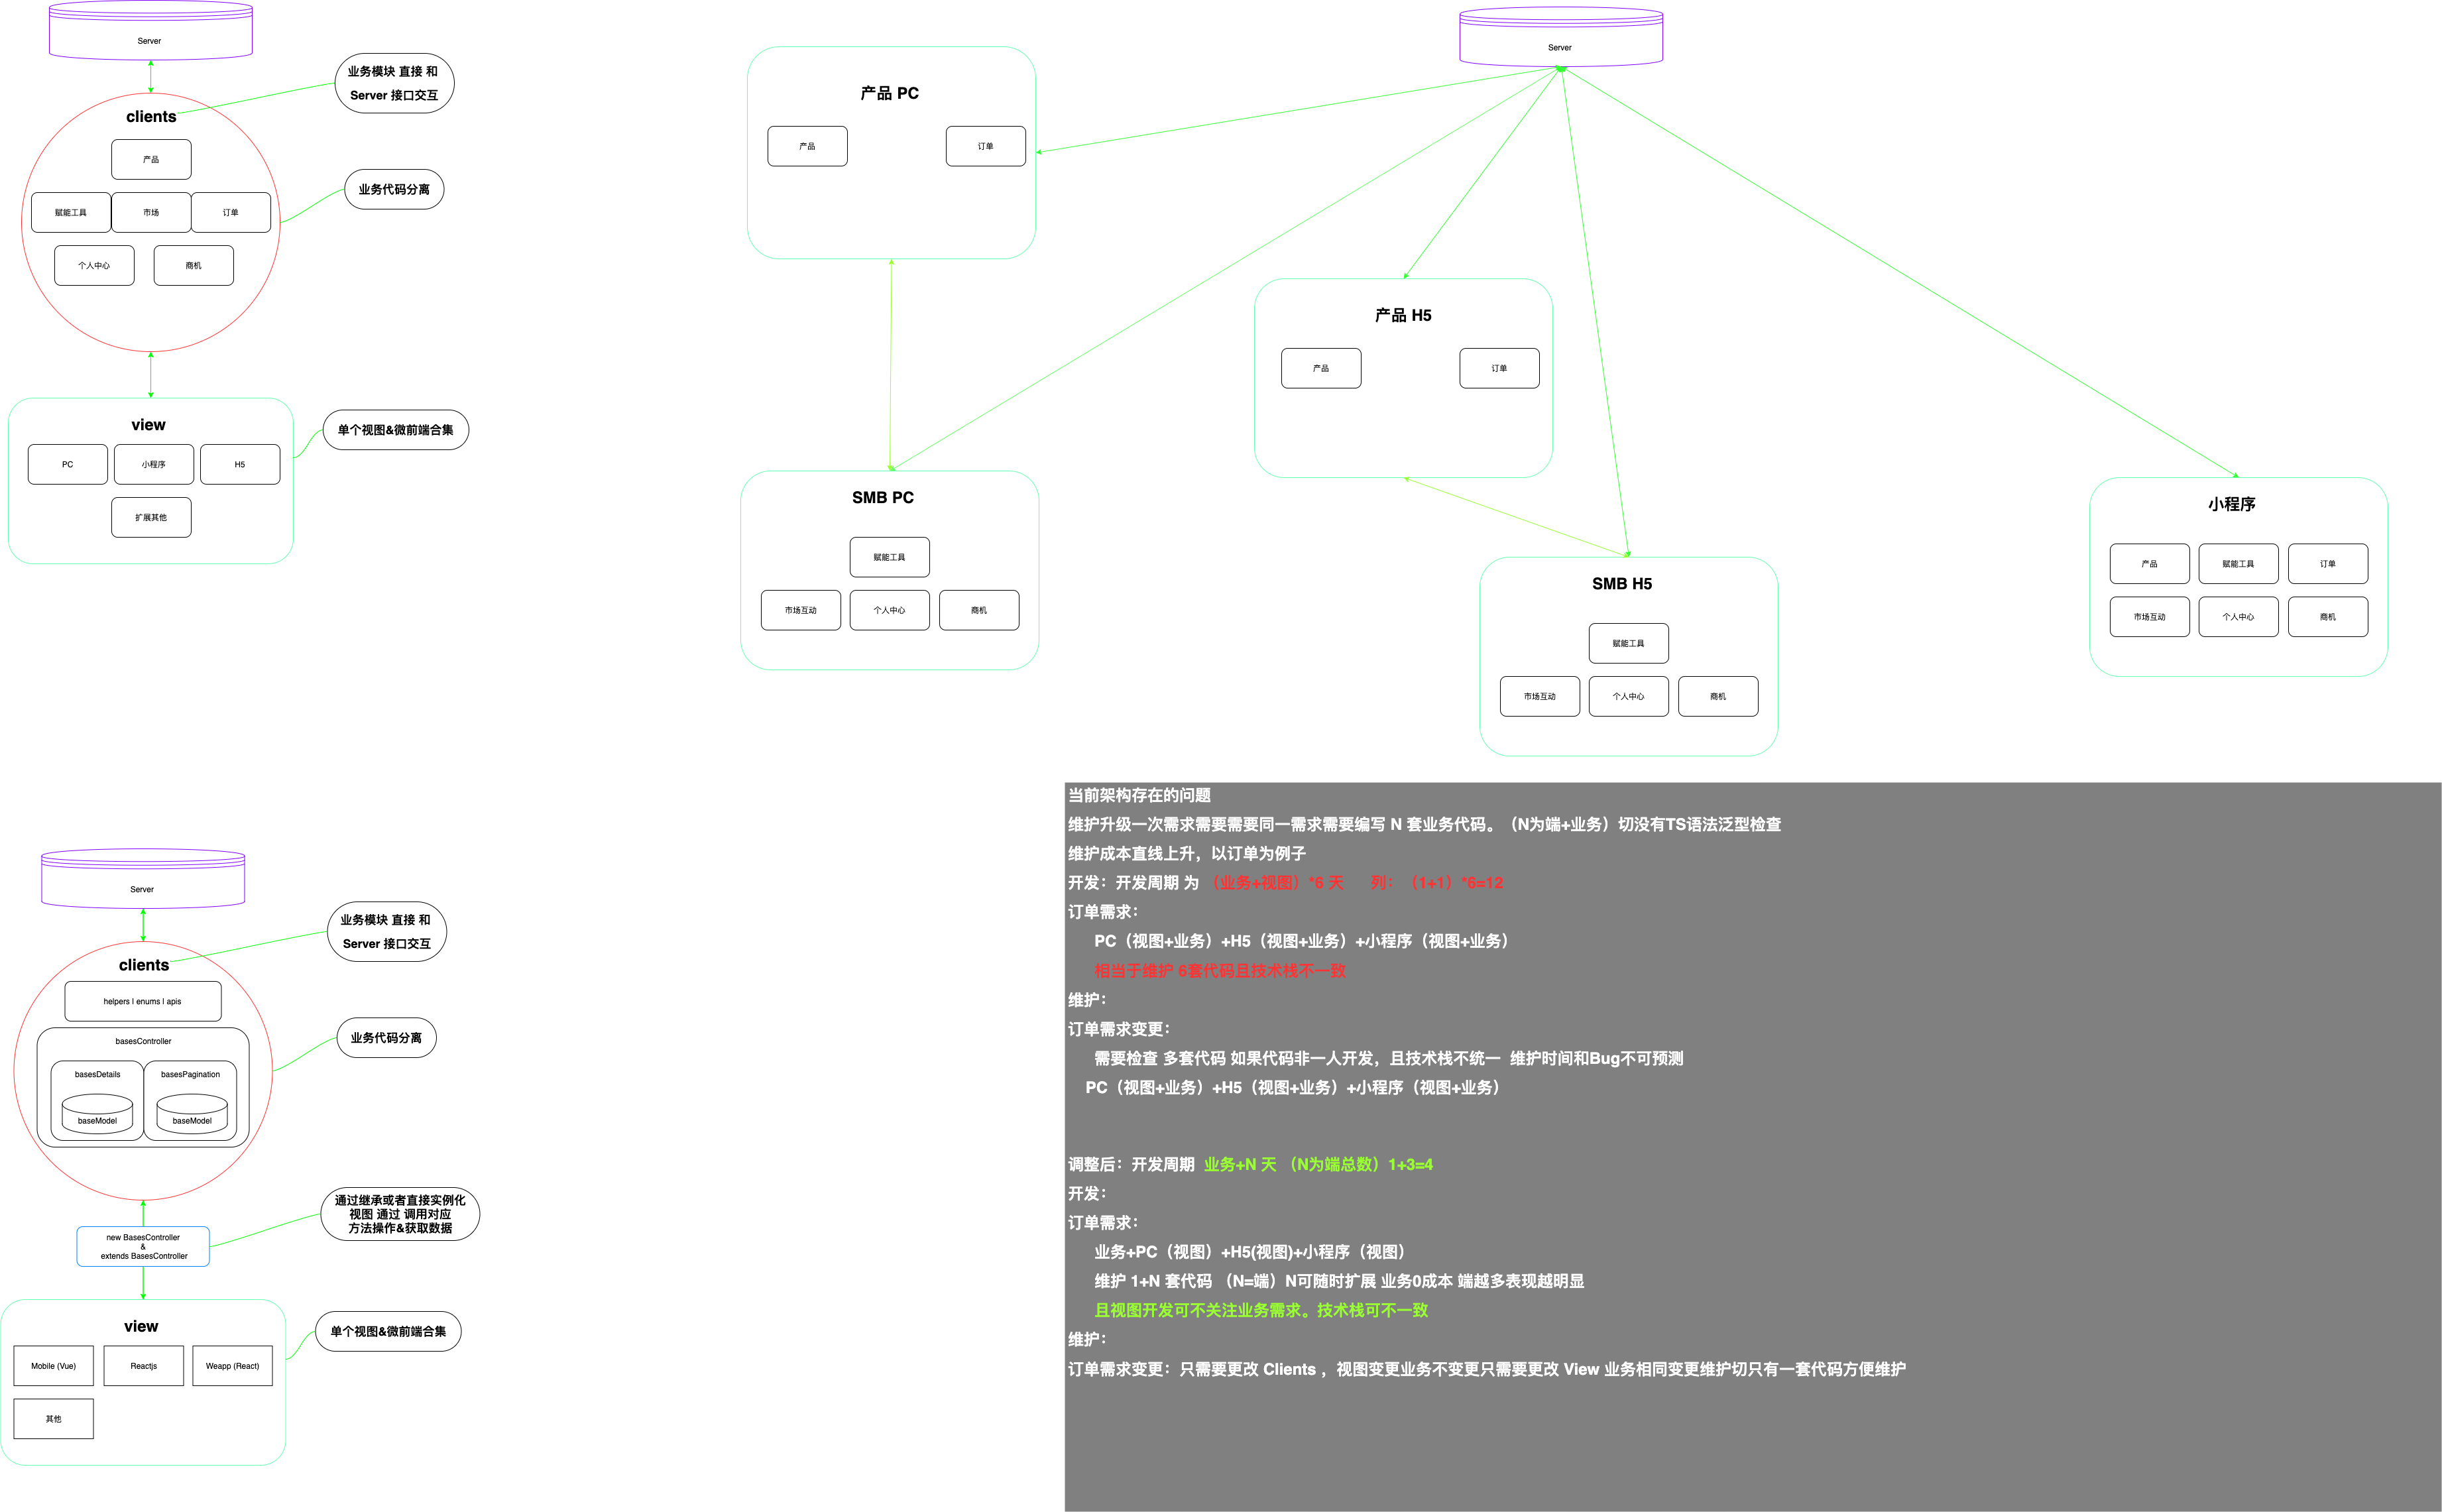 Server
业务模块 直接 和
Server 接口交互
clients
产品
业务代码分离
赋能工具
市场
订单
个人中心
商机
view
单个视图&微前端合集
PC
小程序
H5
扩展其他
Server
产品 PC
产品
订单
产品 H5
产品
订单
SMB PC
赋能工具
市场互动
个人中心
商机
SMB H5
赋能工具
市场互动
个人中心
商机
小程序
产品
赋能工具
订单
市场互动
个人中心
商机
Server
业务模块 直接 和
Server 接口交互
clients
helpers | enums | apis
业务代码分离
basesController
basesDetails
basesPagination
baseModel
baseModel
通过继承或者直接实例化
视图 通过 调用对应
方法操作&获取数据
new BasesController
&
extends BasesController
view
单个视图&微前端合集
Mobile (Vue)
Reactjs
Weapp (React)
其他
当前架构存在的问题
维护升级一次需求需要需要同一需求需要编写 N 套业务代码。（N为端+业务）切没有TS语法泛型检查
维护成本直线上升，以订单为例子
开发：开发周期 为 （业务+视图）*6 天 列：（1+1）*6=12
订单需求：
PC（视图+业务）+H5（视图+业务）+小程序（视图+业务）
相当于维护 6套代码且技术栈不一致
维护：
订单需求变更：
需要检查 多套代码 如果代码非一人开发，且技术栈不统一 维护时间和Bug不可预测
PC（视图+业务）+H5（视图+业务）+小程序（视图+业务）
调整后：开发周期 业务+N 天 （N为端总数）1+3=4
开发：
订单需求：
业务+PC（视图）+H5(视图)+小程序（视图）
维护 1+N 套代码 （N=端）N可随时扩展 业务0成本 端越多表现越明显
且视图开发可不关注业务需求。技术栈可不一致
维护：
订单需求变更：只需要更改 Clients ，视图变更业务不变更只需要更改 View 业务相同变更维护切只有一套代码方便维护